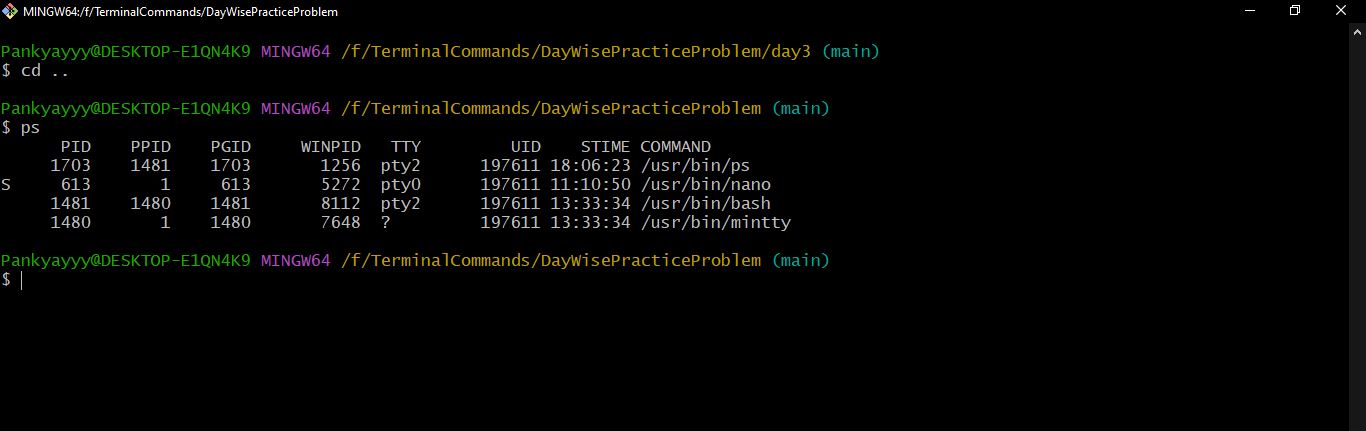 MINGW64:/f/TerminalCommands/DayWisePracticeProblem
Pankyayyy@DESKTOP-E1QN4K9 MINGW64 /f/TerminalCommands/DayWisePracticeProblem/day3 (main)
$ cd ..
Pankyayyy@DESKTOP-E1QN4K9 MINGW64 /f/TerminalCommands/DayWisePracticeProblem (main)
$ ps
      PID    PPID    PGID     WINPID   TTY         UID    STIME COMMAND
     1703    1481    1703       1256  pty2      197611 18:06:23 /usr/bin/ps
S     613       1     613       5272  pty0      197611 11:10:50 /usr/bin/nano
     1481    1480    1481       8112  pty2      197611 13:33:34 /usr/bin/bash
     1480       1    1480       7648  ?         197611 13:33:34 /usr/bin/mintty
Pankyayyy@DESKTOP-E1QN4K9 MINGW64 /f/TerminalCommands/DayWisePracticeProblem (main)
$